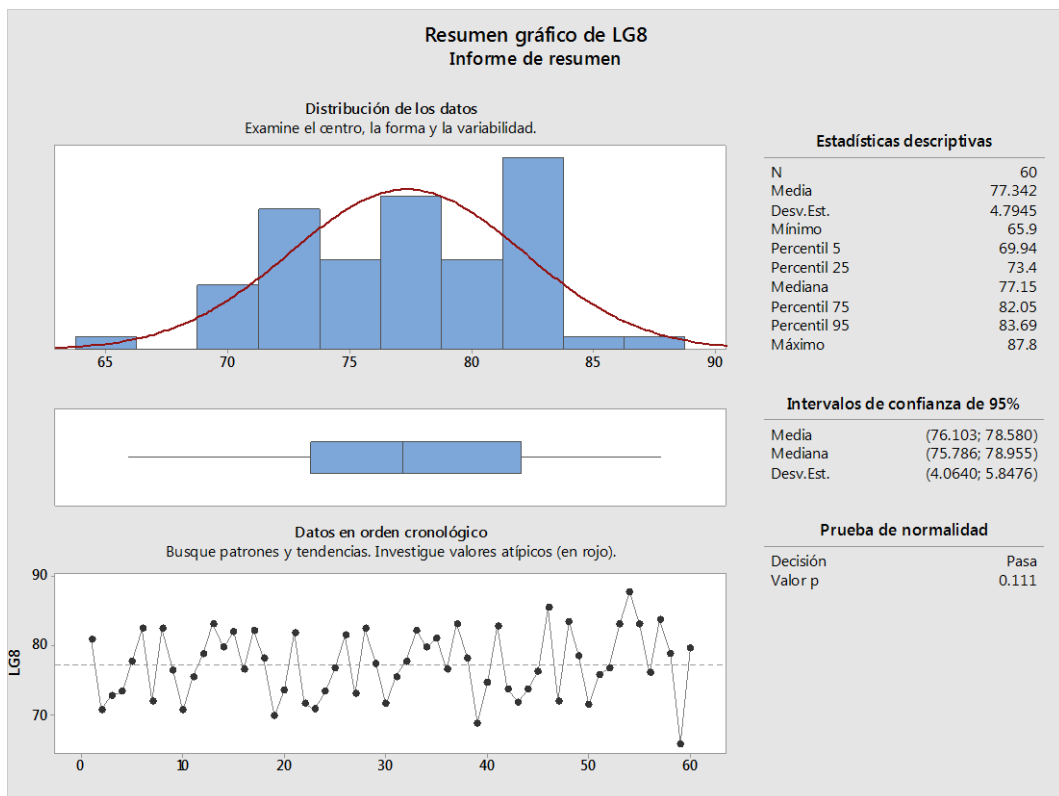 Resumen gráfico de LG8
Informe de resumen
Distribución de los datos
Examine el centro, la forma y la variabilidad.
65 70 75 80 85 90
Datos en orden cronológico
Busque patrones y tendencias. Investigue valores atípicos (en rojo).
90
80
70
LG8
0 10 20 30 40 50 60
Estadísticas descriptivas
N 60
Media 77.342
Desv.Est. 4.7945
Mínimo 65.9
Percentil 5 69.94
Percentil 25 73.4
Mediana 77.15
Percentil 75 82.05
Percentil 95 83.69
Máximo 87.8
Intervalos de confianza de 95%
Media (76.103; 78.580)
Mediana (75.786; 78.955)
Desv.Est. (4.0640; 5.8476)
Prueba de normalidad
Decisión Pasa
Valor p 0.111